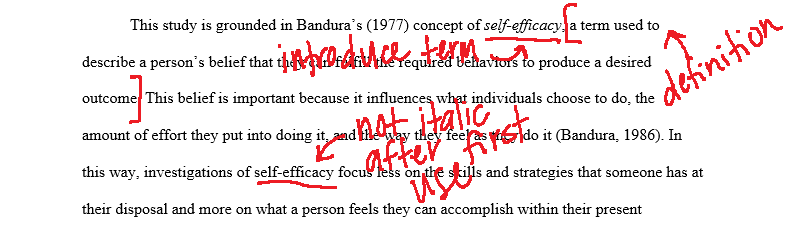 This study is grounded in Bandura's (1977) concept of self-efficacy, a term used to
introduce term
describe a person's belief that they can fulfill the required behaviors to produce a desired
definition
outcome. This belief is important because it influences what individuals choose to do, the
not italic
amount of effort they put into doing it, and the way they feel as they do it (Bandura, 1986). In
after first
this way, investigations of self-efficacy focus less on the skills and strategies that someone has at
use
their disposal and more on what a person feels they can accomplish within their present